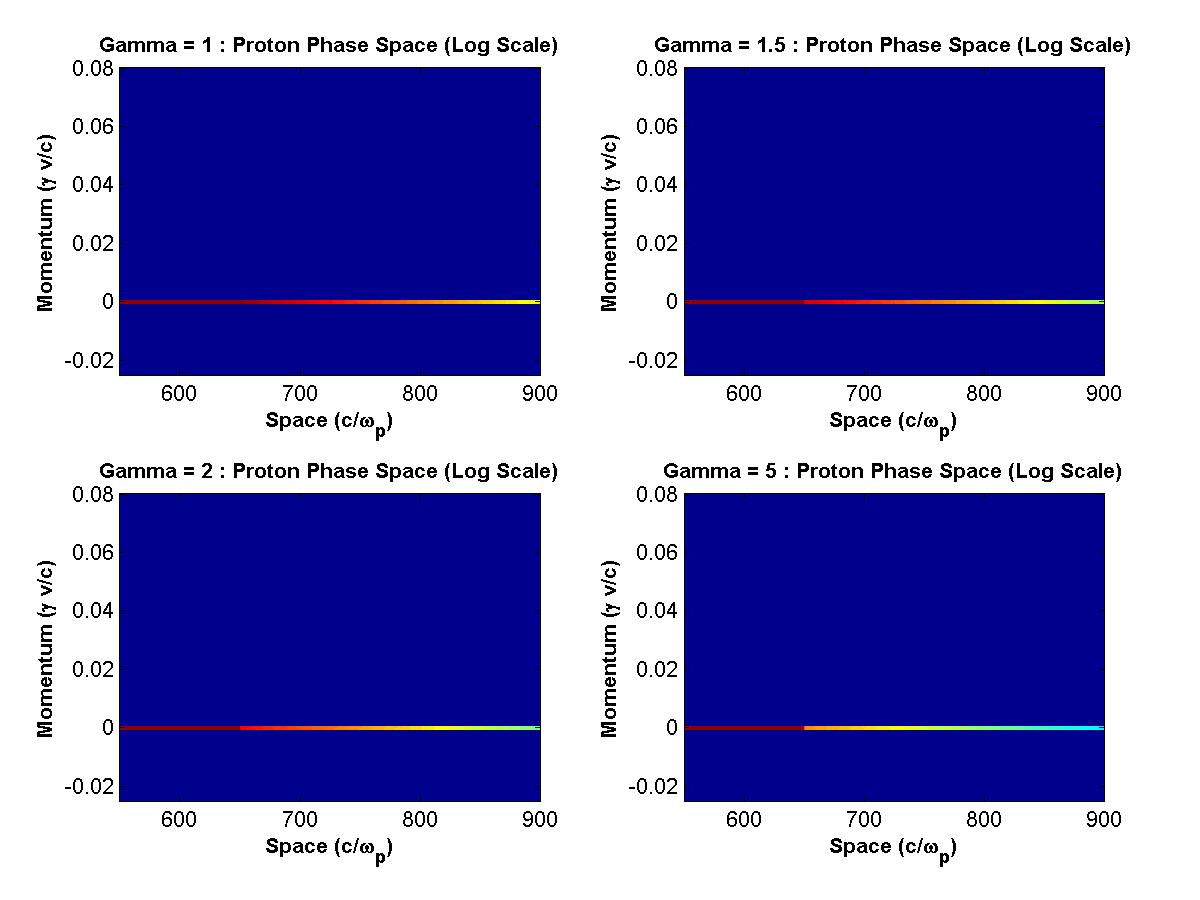 Gamma = 1 : Proton Phase Space (Log Scale)
0.08
0.06
0.04
0.02
0
-0.02
Momentum (γ v/c)
600 700 800 900
Space (c/ωp)
Gamma = 1.5 : Proton Phase Space (Log Scale)
0.08
0.06
0.04
0.02
0
-0.02
Momentum (γ v/c)
600 700 800 900
Space (c/ωp)
Gamma = 2 : Proton Phase Space (Log Scale)
0.08
0.06
0.04
0.02
0
-0.02
Momentum (γ v/c)
600 700 800 900
Space (c/ωp)
Gamma = 5 : Proton Phase Space (Log Scale)
0.08
0.06
0.04
0.02
0
-0.02
Momentum (γ v/c)
600 700 800 900
Space (c/ωp)